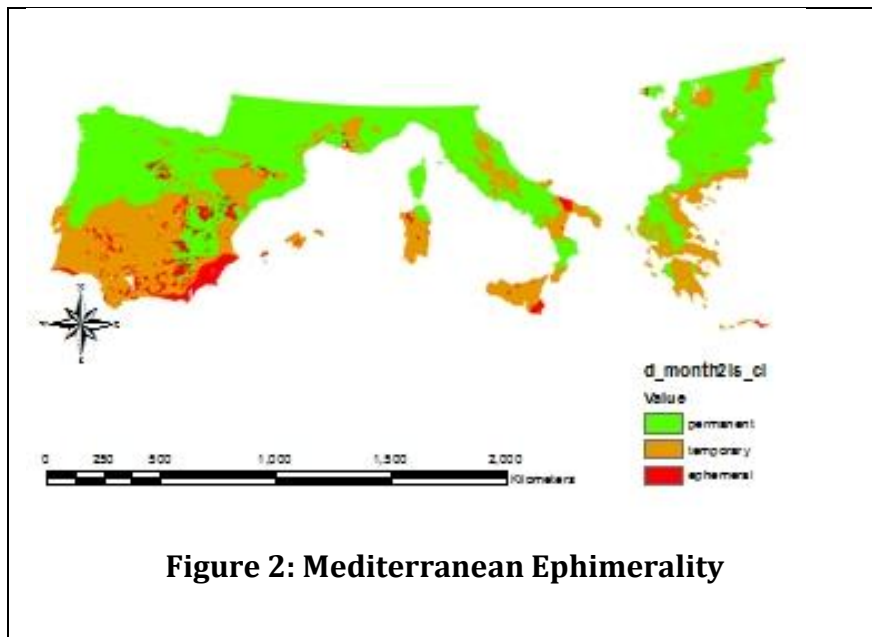 d_month2ls_cl
Value
permanent
temporary
ephemeral
0 250 500 1,000 1,500 2,000
Kilometers
Figure 2: Mediterranean Ephimerality